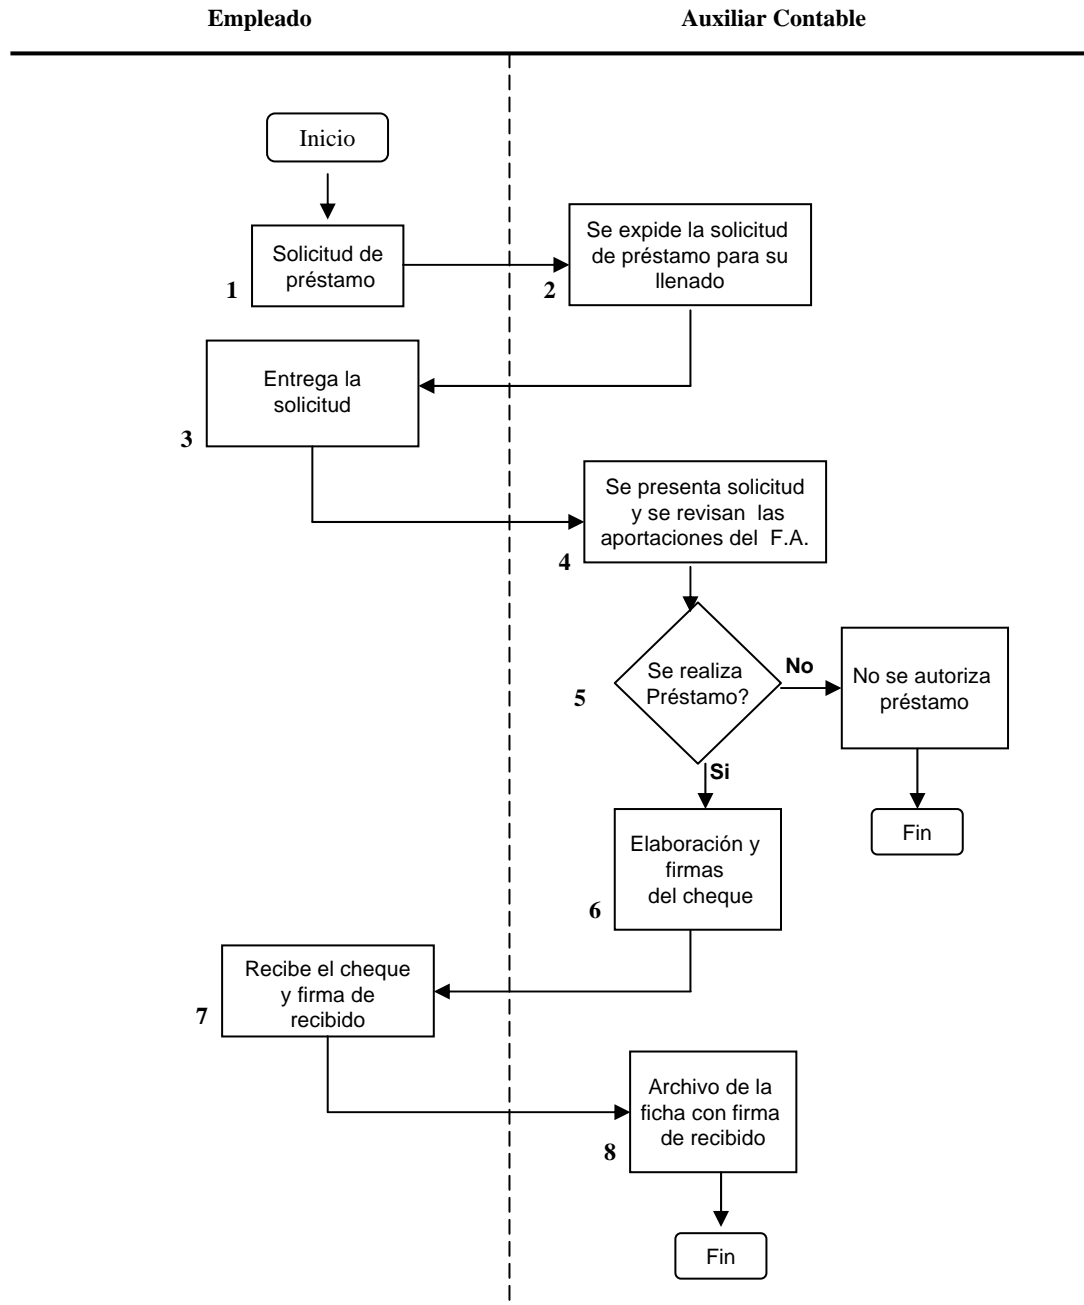 Empleado
Auxiliar Contable
Inicio
Solicitud de
préstamo
1
Se expide la solicitud
de préstamo para su
llenado
2
Entrega la
solicitud
3
Se presenta solicitud
y se revisan las
aportaciones del F.A.
4
Se realiza
Préstamo?
5
No
No se autoriza
préstamo
Si
Fin
Elaboración y
firmas
del cheque
6
Recibe el cheque
y firma de
recibido
7
Archivo de la
ficha con firma
de recibido
8
Fin